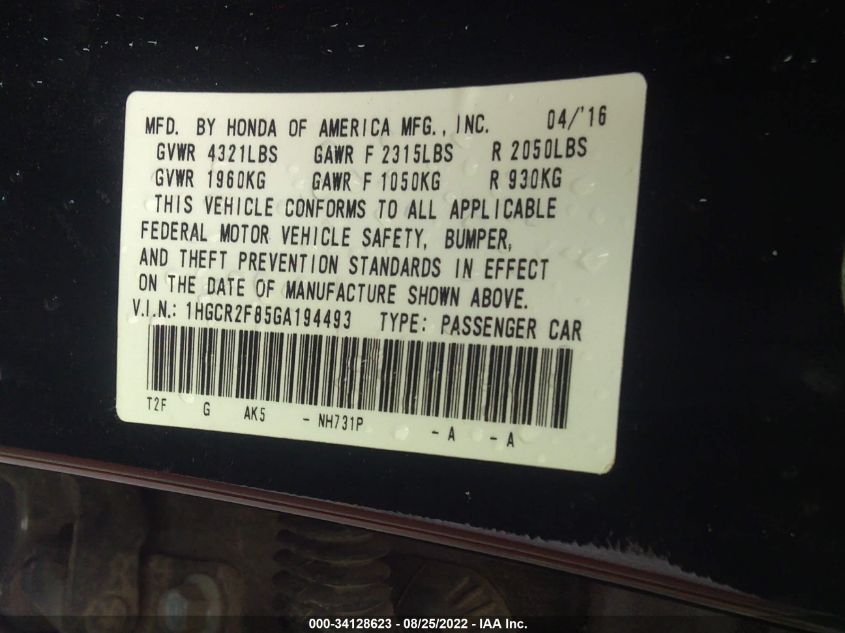 MFD. BY HONDA OF AMERICA MFG., INC. 04/'16
GVWR 4321LBS GAWR F 2315LBS R 2050LBS
GVWR 1960KG GAWR F 1050KG R 930KG
THIS VEHICLE CONFORMS TO ALL APPLICABLE
FEDERAL MOTOR VEHICLE SAFETY, BUMPER,
AND THEFT PREVENTION STANDARDS IN EFFECT
ON THE DATE OF MANUFACTURE SHOWN ABOVE.
V.I.N.: 1HGCR2F85GA194493 TYPE: PASSENGER CAR
T2F G AK5 - NH731P - A - A
000-34128623 - 08/25/2022 - IAA Inc.